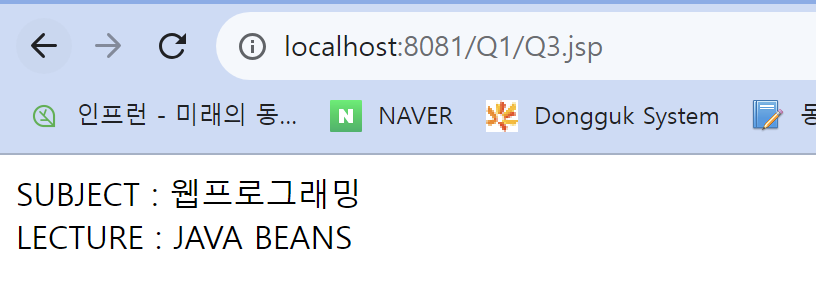 localhost:8081/Q1/Q3.jsp
인프런 - 미래의 동... NAVER Dongguk System 동
SUBJECT : 웹프로그래밍
LECTURE : JAVA BEANS